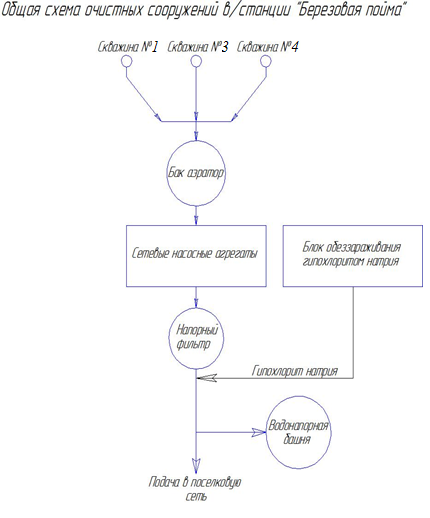 Общая схема очистных сооружений в/станции "Березовая пойма"
Скважина №1 Скважина №3 Скважина №4
Бак аэратор
Сетевые насосные агрегаты
Блок обеззараживания
гипохлоритом натрия
Напорный
фильтр
Гипохлорит натрия
Водонапорная
башня
Подача в поселковую
сеть